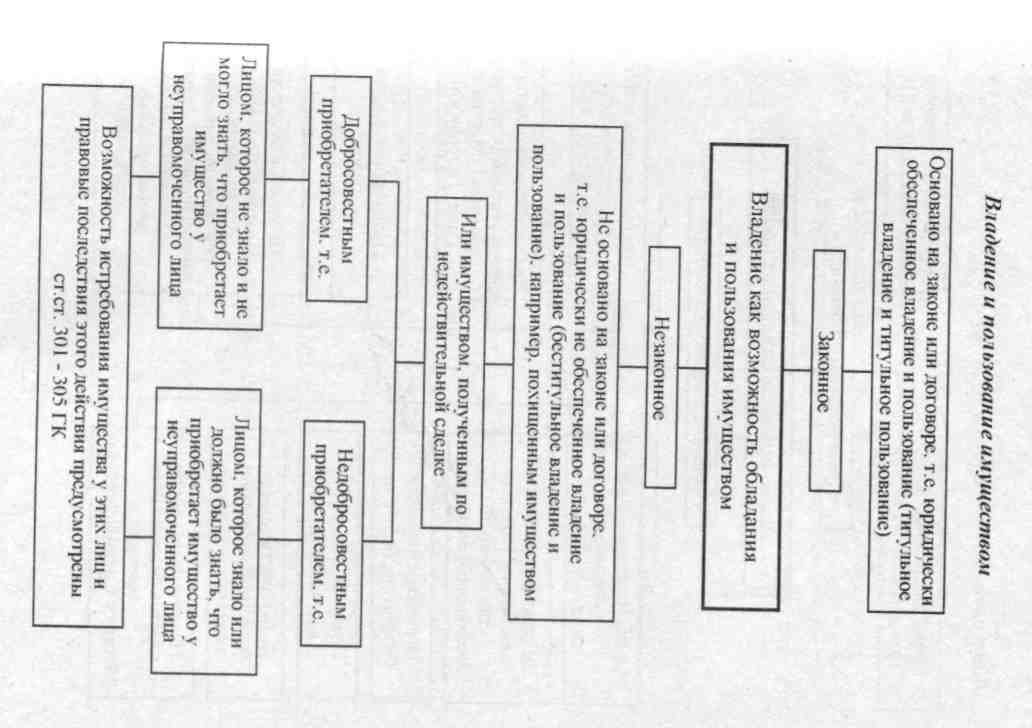 Владение и пользование имуществом
Основано на законе или договоре, т.е. юридически
обеспеченное владение и пользование (титульное
владение и титульное пользование)
Законное
Владение как возможность обладания
и пользования имуществом
Незаконное
Не основано на законе или договоре,
т.е. юридически не обеспеченное владение
и пользование (беститульное владение и
пользование), например, похищенным имуществом
Или имуществом, полученным по
недействительной сделке
Добросовестным
приобретателем, т.е.
Недобросовестным
приобретателем, т.е.
Лицом, которое не знало и не
могло знать, что приобретает
имущество у
неуправомоченного лица
Лицом, которое знало или
должно было знать, что
приобретает имущество у
неуправомоченного лица
Возможность истребования имущества у этих лиц и
правовые последствия этого действия предусмотрены
ст.ст. 301 - 305 ГК